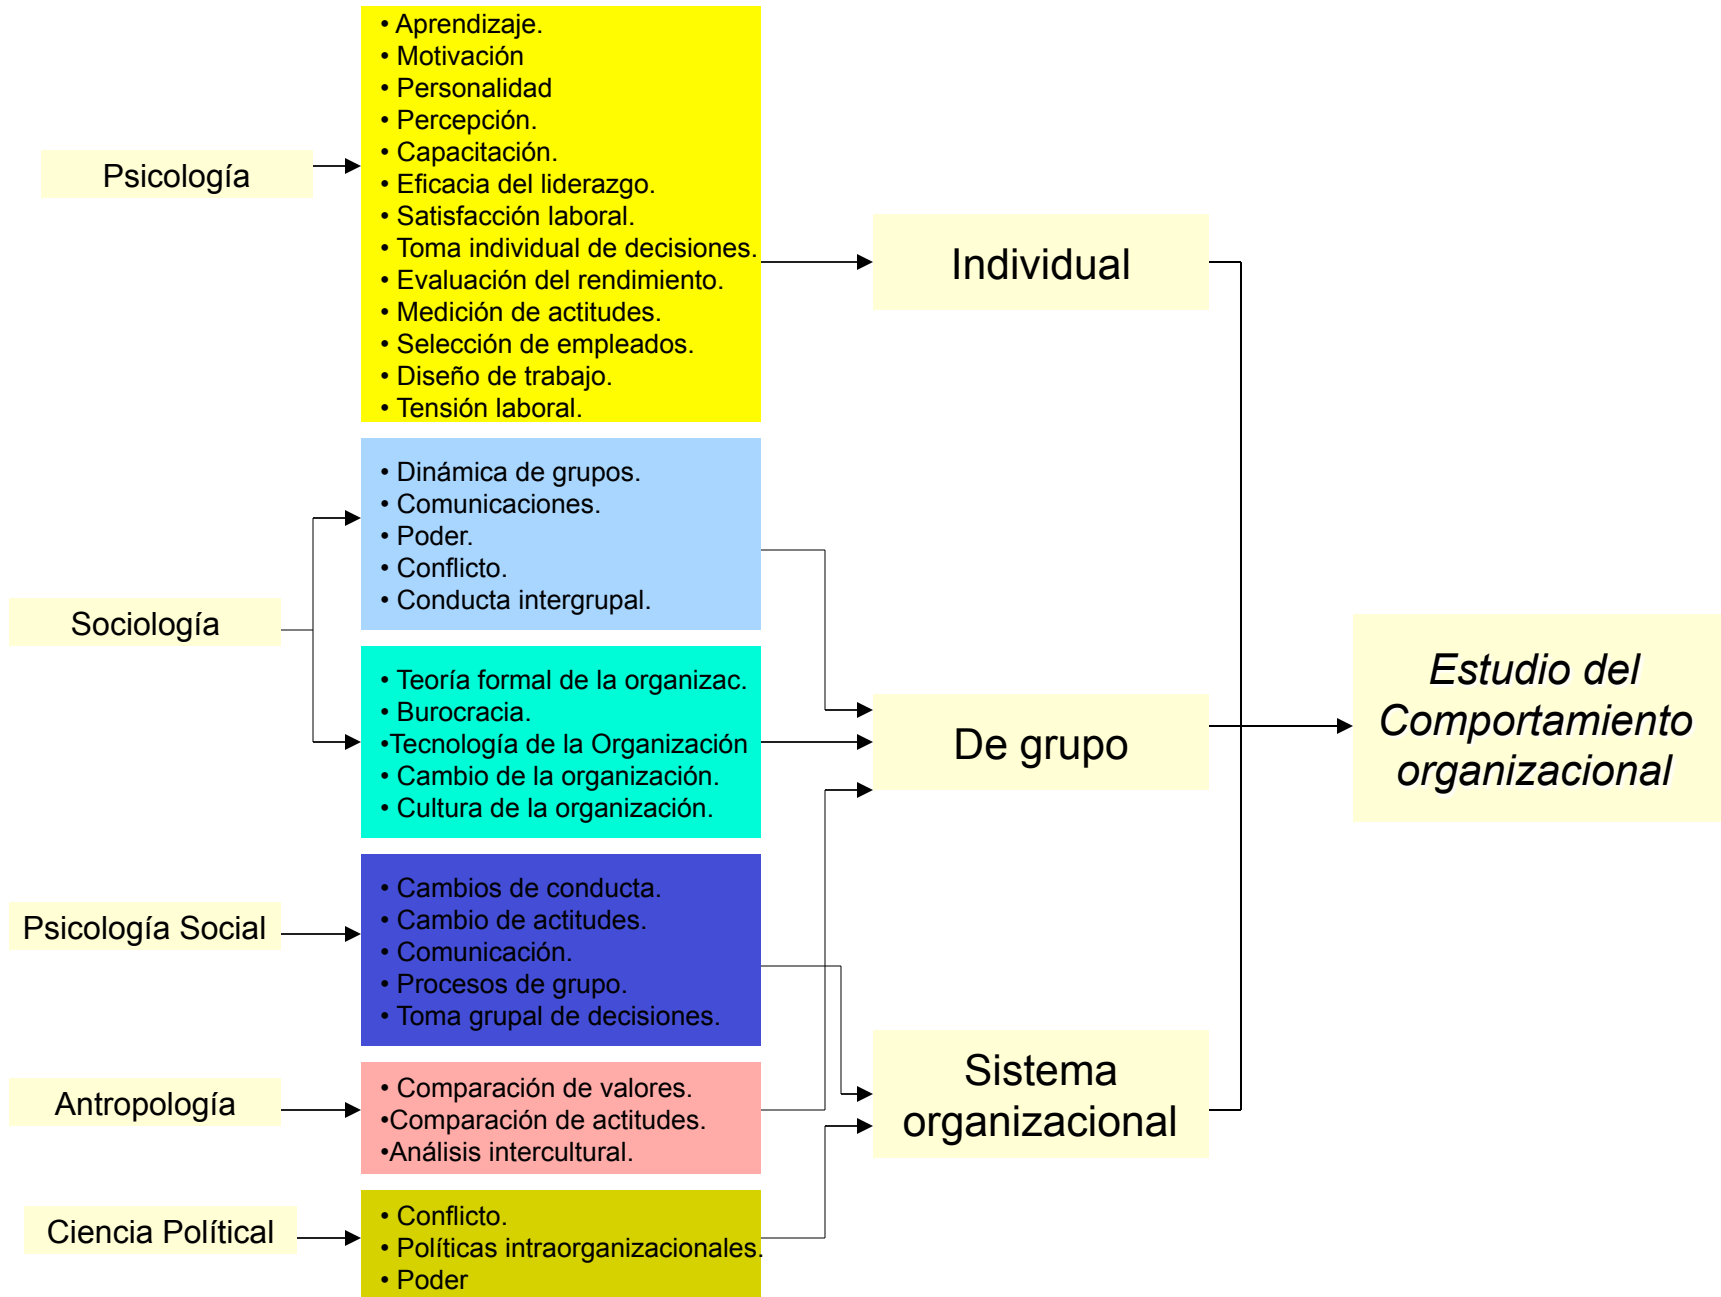 Psicología
• Aprendizaje.
• Motivación
• Personalidad
• Percepción.
• Capacitación.
• Eficacia del liderazgo.
• Satisfacción laboral.
• Toma individual de decisiones.
• Evaluación del rendimiento.
• Medición de actitudes.
• Selección de empleados.
• Diseño de trabajo.
• Tensión laboral.
Sociología
• Dinámica de grupos.
• Comunicaciones.
• Poder.
• Conflicto.
• Conducta intergrupal.
• Teoría formal de la organizac.
• Burocracia.
•Tecnología de la Organización
• Cambio de la organización.
• Cultura de la organización.
Psicología Social
• Cambios de conducta.
• Cambio de actitudes.
• Comunicación.
• Procesos de grupo.
• Toma grupal de decisiones.
Antropología
• Comparación de valores.
•Comparación de actitudes.
•Análisis intercultural.
Ciencia Polítical
• Conflicto.
• Políticas intraorganizacionales.
• Poder
Individual
De grupo
Sistema
organizacional
Estudio del
Comportamiento
organizacional